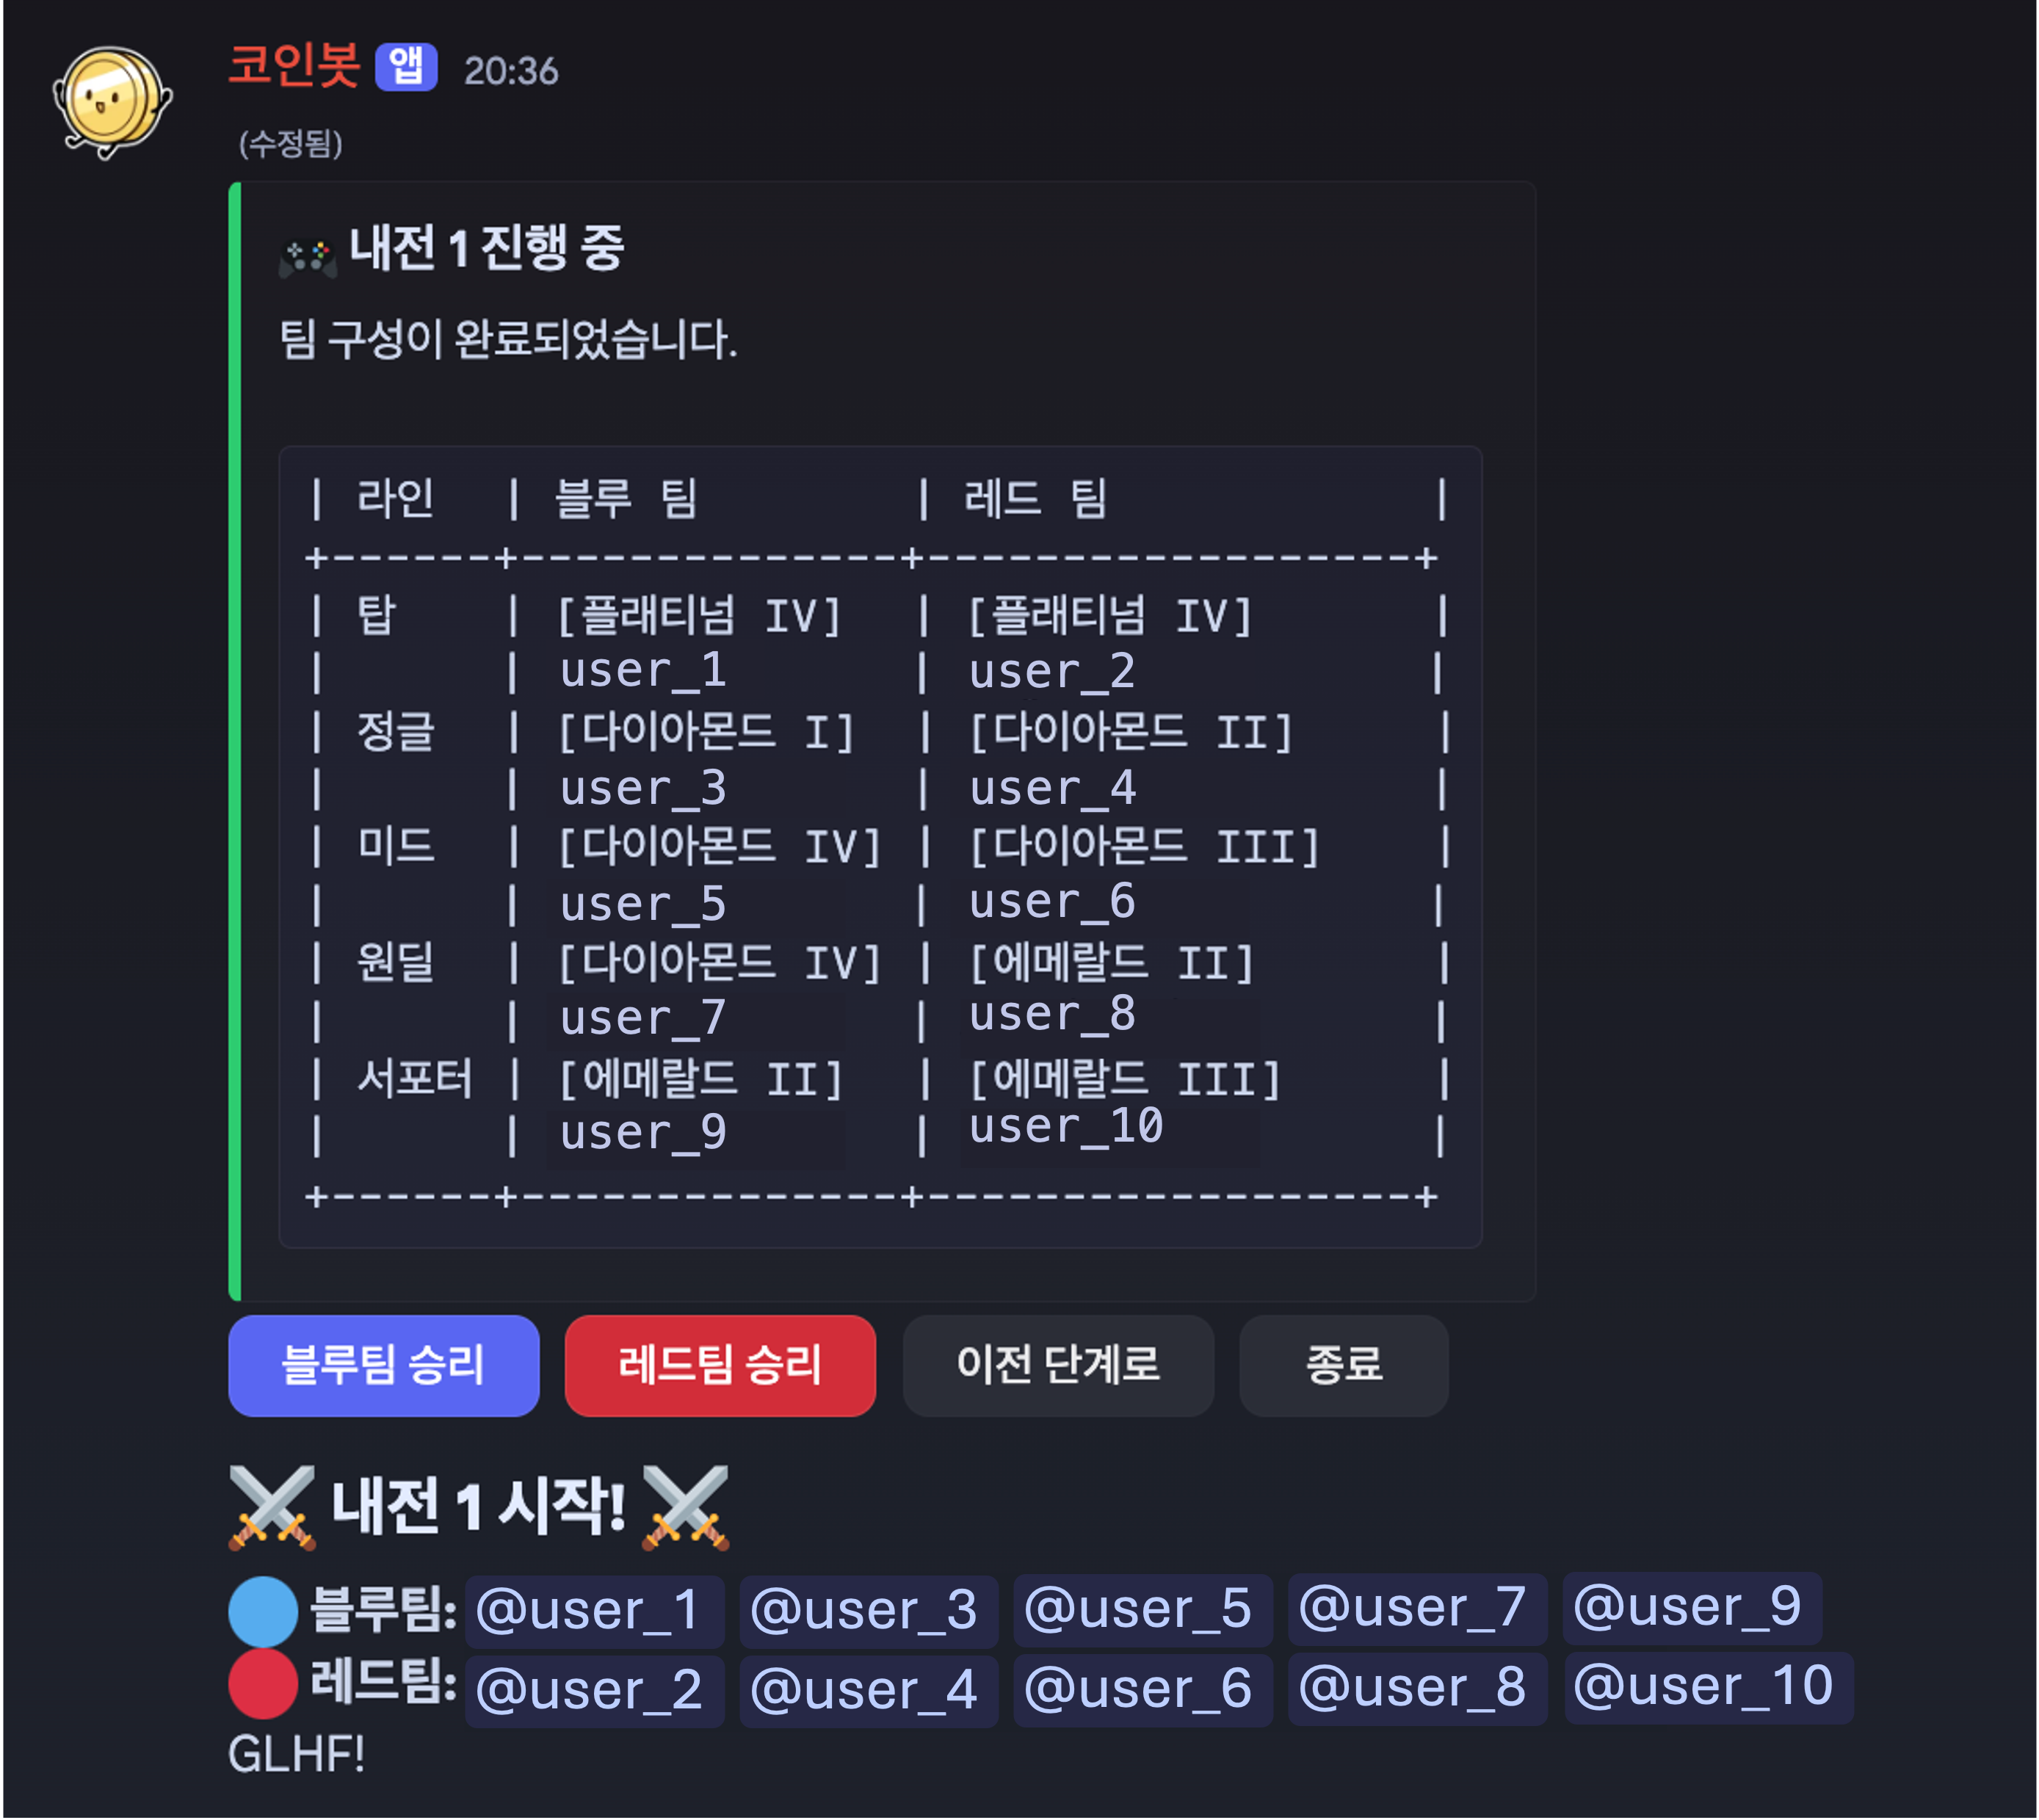 코인봇 앱 20:36
(수정됨)
내전 1 진행 중
팀 구성이 완료되었습니다.
| 라인 | 블루 팀 | 레드 팀 |
+------+--------------+------------------+
| 탑 | [플래티넘 IV] | [플래티넘 IV] |
| | user_1 | user_2 |
| 정글 | [다이아몬드 I] | [다이아몬드 II] |
| | user_3 | user_4 |
| 미드 | [다이아몬드 IV] | [다이아몬드 III] |
| | user_5 | user_6 |
| 원딜 | [다이아몬드 IV] | [에메랄드 II] |
| | user_7 | user_8 |
| 서포터 | [에메랄드 II] | [에메랄드 III] |
| | user_9 | user_10 |
+------+--------------+------------------+
블루팀 승리 레드팀 승리 이전 단계로 종료
내전 1 시작!
블루팀: @user_1 @user_3 @user_5 @user_7 @user_9
레드팀: @user_2 @user_4 @user_6 @user_8 @user_10
GLHF!